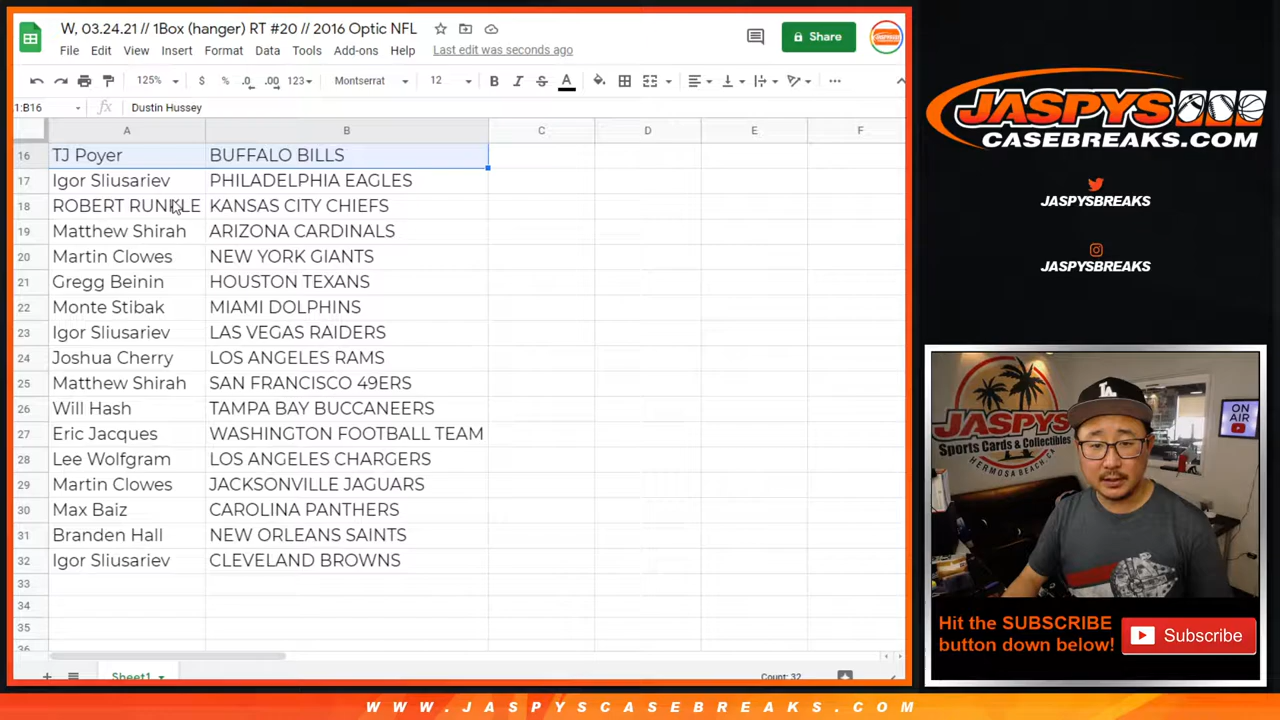 W, 03.24.21 // 1Box (hanger) RT #20 // 2016 Optic NFL
File Edit View Insert Format Data Tools Add-ons Help Last edit was seconds ago
Share
125% $ % .0 .00 123 Montserrat 12 B I S A
1:B16 fx Dustin Hussey
A B C D E F
16 TJ Poyer BUFFALO BILLS
17 Igor Sliusariev PHILADELPHIA EAGLES
18 ROBERT RUNKLE KANSAS CITY CHIEFS
19 Matthew Shirah ARIZONA CARDINALS
20 Martin Clowes NEW YORK GIANTS
21 Gregg Beinin HOUSTON TEXANS
22 Monte Stibak MIAMI DOLPHINS
23 Igor Sliusariev LAS VEGAS RAIDERS
24 Joshua Cherry LOS ANGELES RAMS
25 Matthew Shirah SAN FRANCISCO 49ERS
26 Will Hash TAMPA BAY BUCCANEERS
27 Eric Jacques WASHINGTON FOOTBALL TEAM
28 Lee Wolfgram LOS ANGELES CHARGERS
29 Martin Clowes JACKSONVILLE JAGUARS
30 Max Baiz CAROLINA PANTHERS
31 Branden Hall NEW ORLEANS SAINTS
32 Igor Sliusariev CLEVELAND BROWNS
33
34
35
36
Sheet1 Count: 32
JASPYS
CASEBREAKS.COM
JASPYSBREAKS
JASPYSBREAKS
JASPYS
Sports Cards & Collectibles
HERMOSA BEACH, CA
LA
ON AIR
Hit the SUBSCRIBE
button down below!
Subscribe
WWW.JASPYSCASEBREAKS.COM